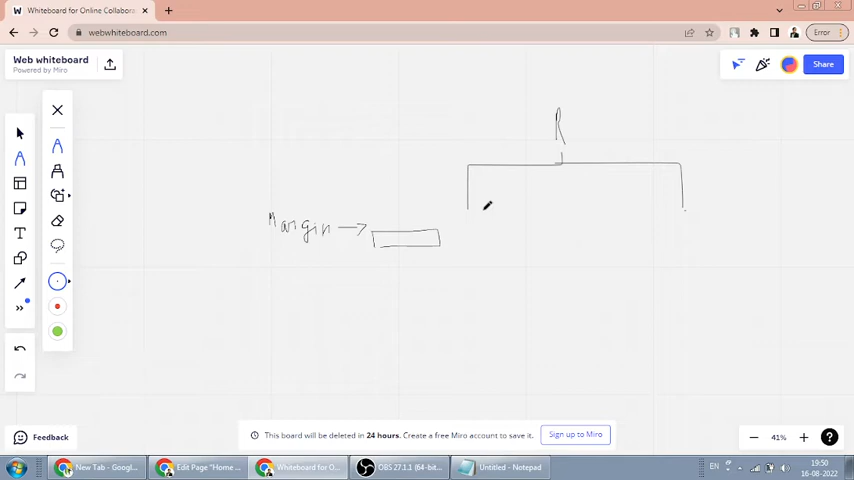 Whiteboard for Online Collabora
webwhiteboard.com
Error
Web whiteboard
Powered by Miro
Share
R
Margin
41%
Feedback
This board will be deleted in 24 hours. Create a free Miro account to save it.
Sign up to Miro
New Tab - Googl...
Edit Page "Home ...
Whiteboard for O...
OBS 27.1.1 (64-bit...
Untitled - Notepad
EN
19:50
16-08-2022